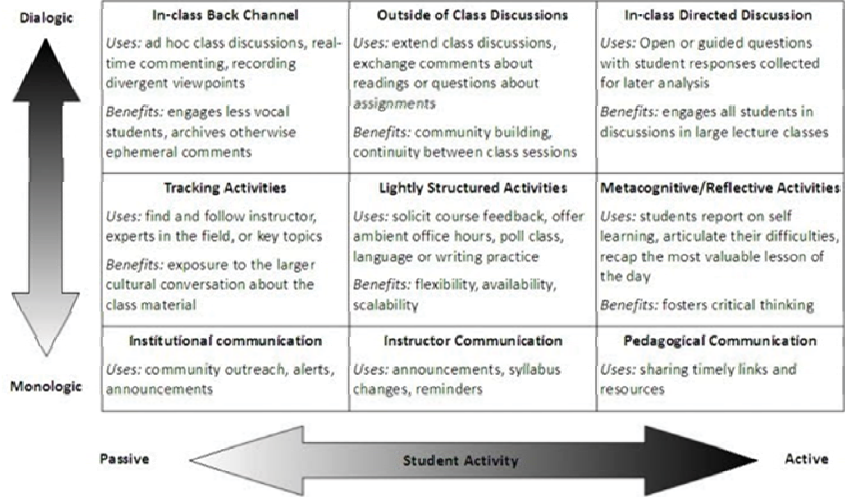 Dialogic
In-class Back Channel
Uses: ad hoc class discussions, real-
time commenting, recording
divergent viewpoints
Benefits: engages less vocal
students, archives otherwise
ephemeral comments
Outside of Class Discussions
Uses: extend class discussions,
exchange comments about
readings or questions about
assignments
Benefits: community building,
continuity between class sessions
In-class Directed Discussion
Uses: Open or guided questions
with student responses collected
for later analysis
Benefits: engages all students in
discussions in large lecture classes
Tracking Activities
Uses: find and follow instructor,
experts in the field, or key topics
Benefits: exposure to the larger
cultural conversation about the
class material
Lightly Structured Activities
Uses: solicit course feedback, offer
ambient office hours, poll class,
language or writing practice
Benefits: flexibility, availability,
scalability
Metacognitive/Reflective Activities
Uses: students report on self
learning, articulate their difficulties,
recap the most valuable lesson of
the day
Benefits: fosters critical thinking
Monologic
Institutional communication
Uses: community outreach, alerts,
announcements
Instructor Communication
Uses: announcements, syllabus
changes, reminders
Pedagogical Communication
Uses: sharing timely links and
resources
Passive
Student Activity
Active